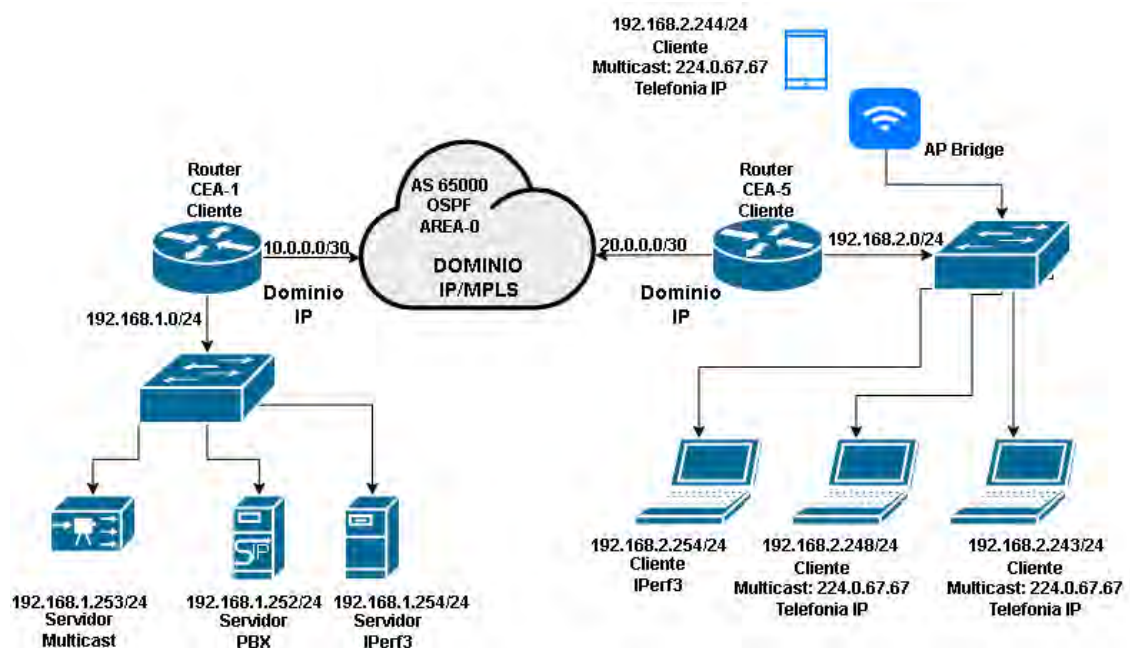 192.168.2.244/24
Cliente
Multicast: 224.0.67.67
Telefonia IP
AP Bridge
Router
CEA-1
Cliente
10.0.0.0/30
Dominio
IP
192.168.1.0/24
AS 65000
OSPF
AREA-0
DOMINIO
IP/MPLS
Router
CEA-5
Cliente
20.0.0.0/30
Dominio
IP
192.168.2.0/24
192.168.1.253/24
Servidor
Multicast
SIP
192.168.1.252/24
Servidor
PBX
192.168.1.254/24
Servidor
IPerf3
192.168.2.254/24
Cliente
IPerf3
192.168.2.248/24
Cliente
Multicast: 224.0.67.67
Telefonia IP
192.168.2.243/24
Cliente
Multicast: 224.0.67.67
Telefonia IP